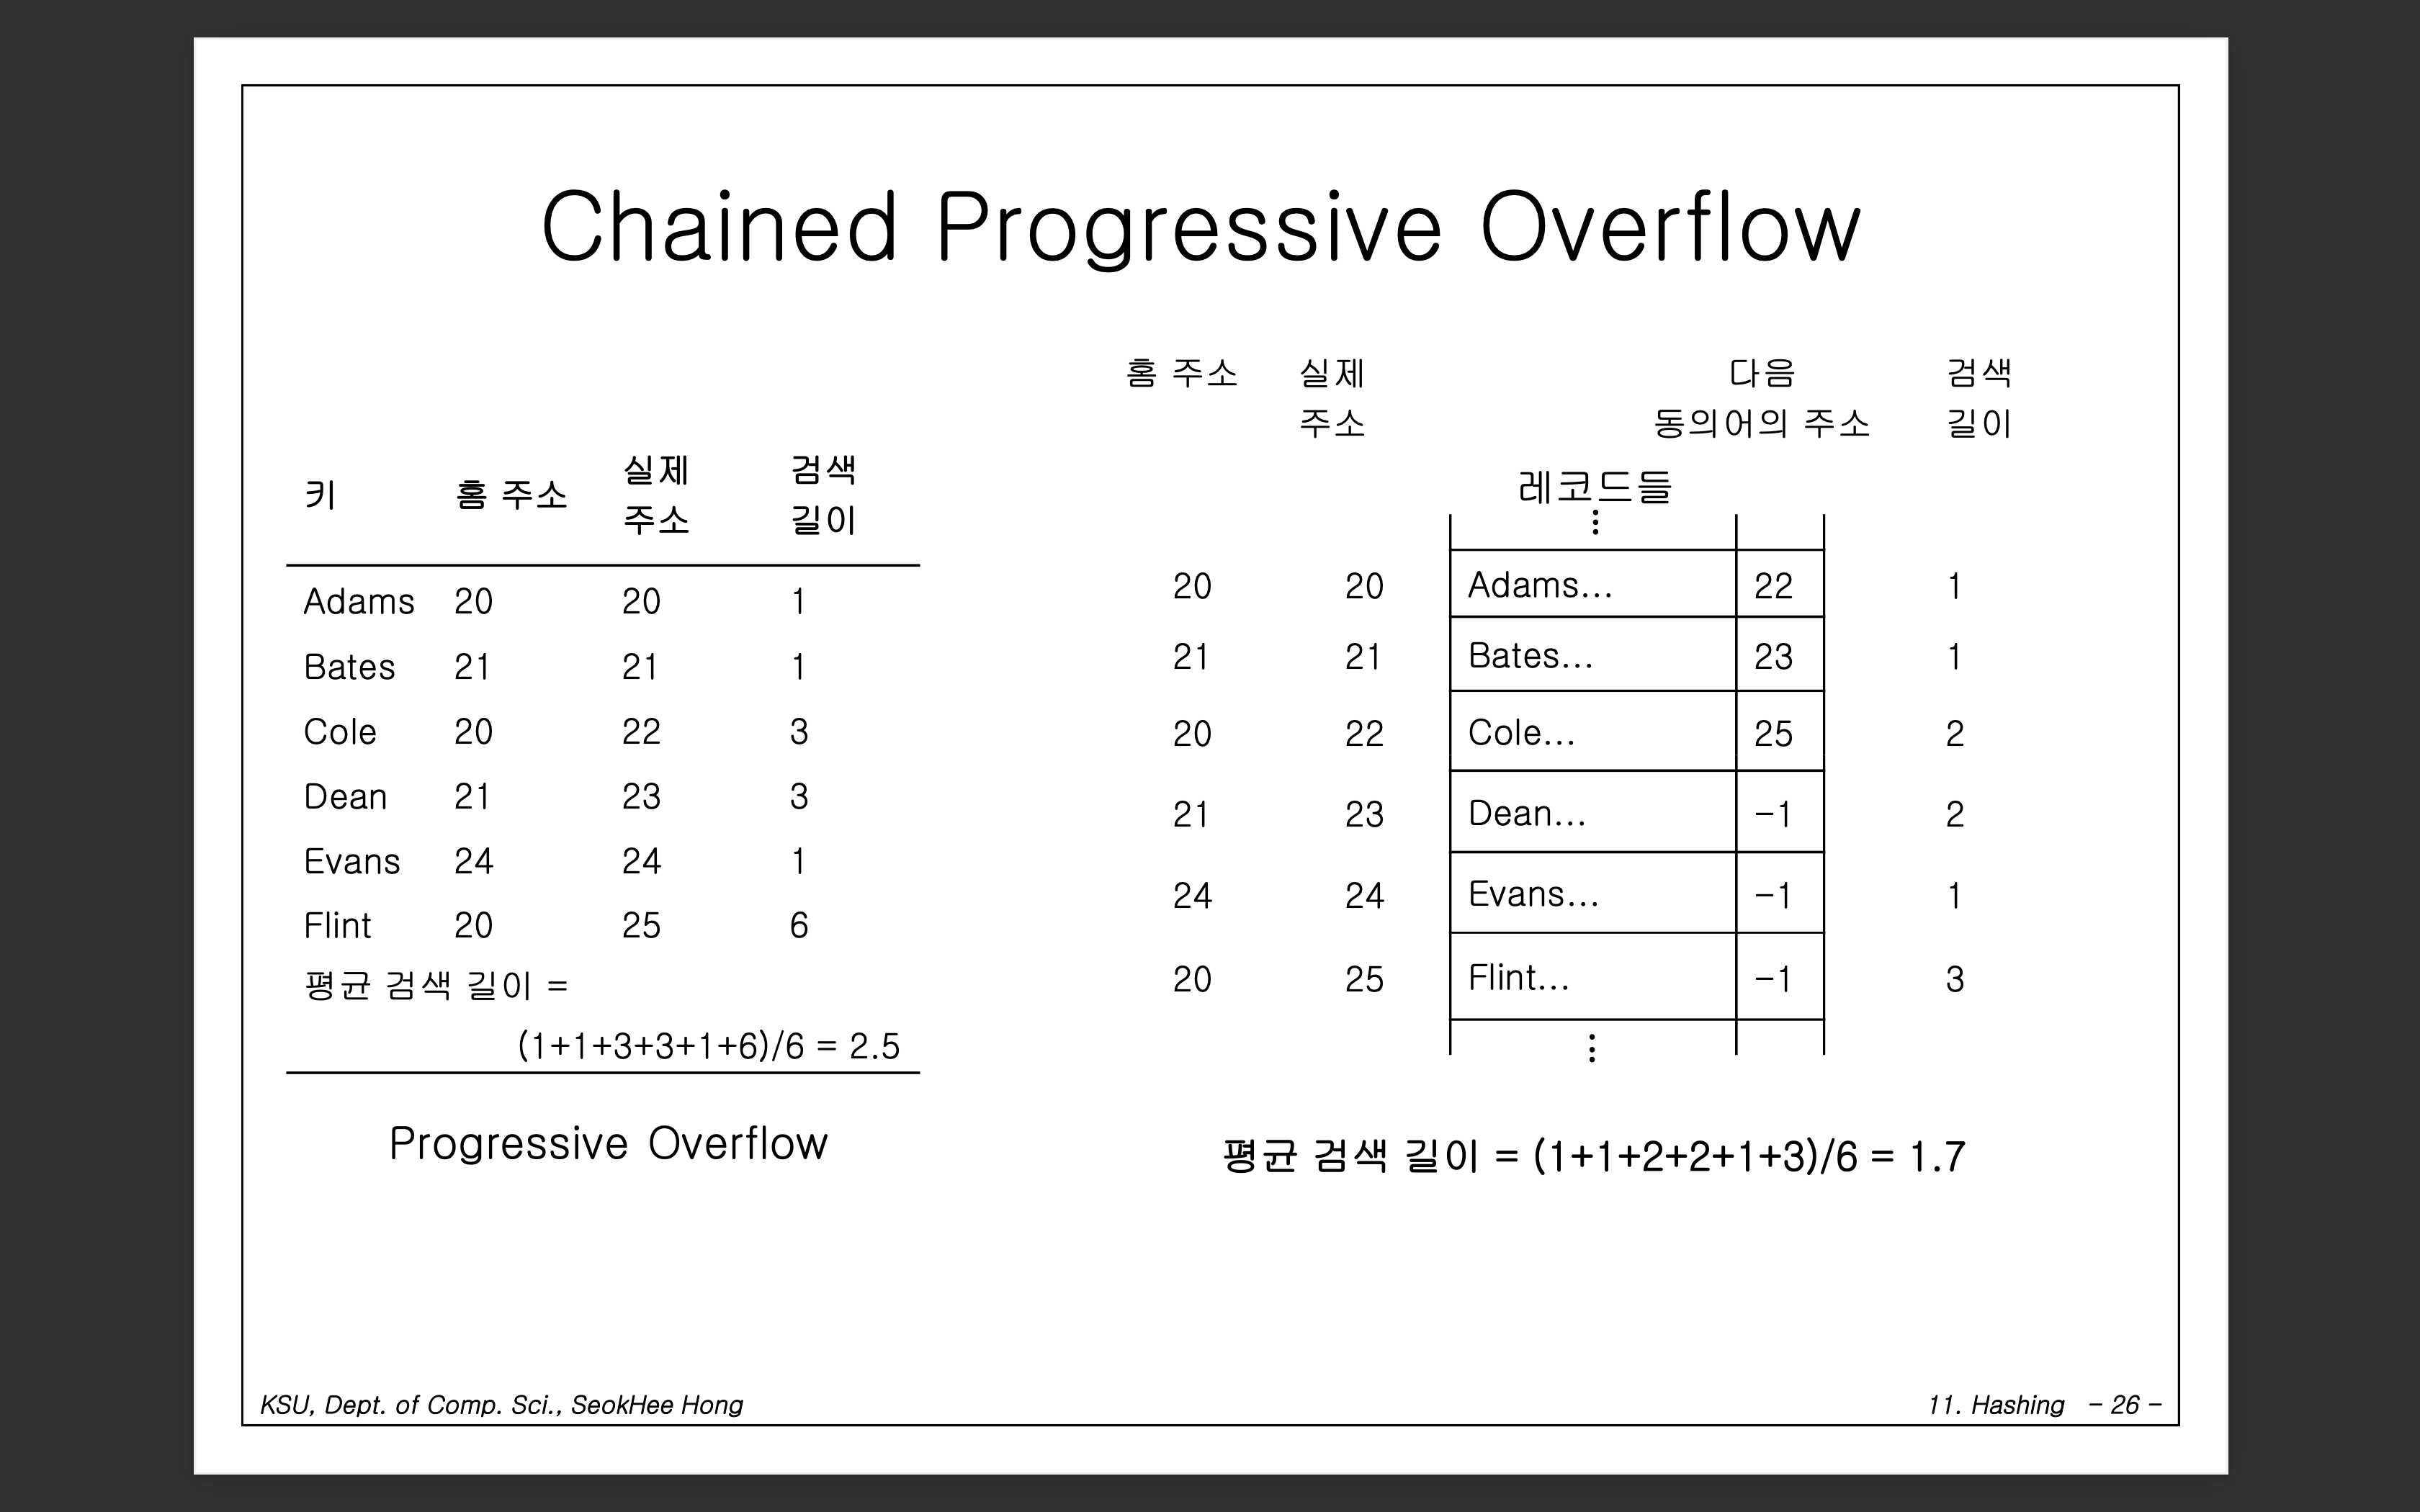 Chained Progressive Overflow
키 홈 주소 실제 주소 검색 길이
Adams 20 20 1
Bates 21 21 1
Cole 20 22 3
Dean 21 23 3
Evans 24 24 1
Flint 20 25 6
평균 검색 길이 =
(1+1+3+3+1+6)/6 = 2.5
Progressive Overflow
홈 주소 실제 다음 검색
주소 동의어의 주소 길이
레코드들
⋮
20 20 Adams... 22 1
21 21 Bates... 23 1
20 22 Cole... 25 2
21 23 Dean... -1 2
24 24 Evans... -1 1
20 25 Flint... -1 3
⋮
평균 검색 길이 = (1+1+2+2+1+3)/6 = 1.7
KSU, Dept. of Comp. Sci., SeokHee Hong
11. Hashing - 26 -